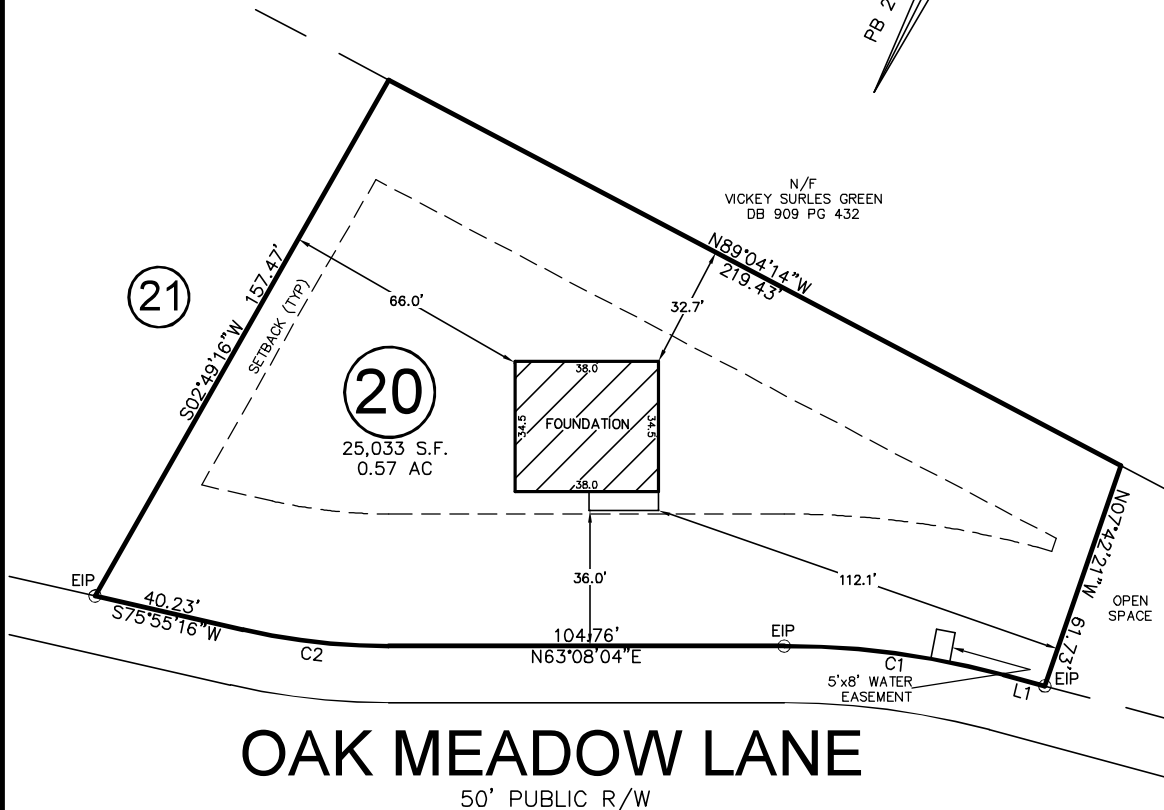 PB 2
N/F
VICKEY SURLES GREEN
DB 909 PG 432
N89°04'14"W
219.43'
21
157.47'
S02°49'16"W
SETBACK (TYP)
66.0'
32.7'
20
25,033 S.F.
0.57 AC
38.0
34.5
FOUNDATION
34.5
38.0
36.0'
112.1'
N07°42'21"W
61.73'
OPEN
SPACE
EIP
40.23'
S75°55'16"W
C2
104.76'
N63°08'04"E
EIP
C1
5'x8' WATER
EASEMENT
L1
EIP
OAK MEADOW LANE
50' PUBLIC R/W